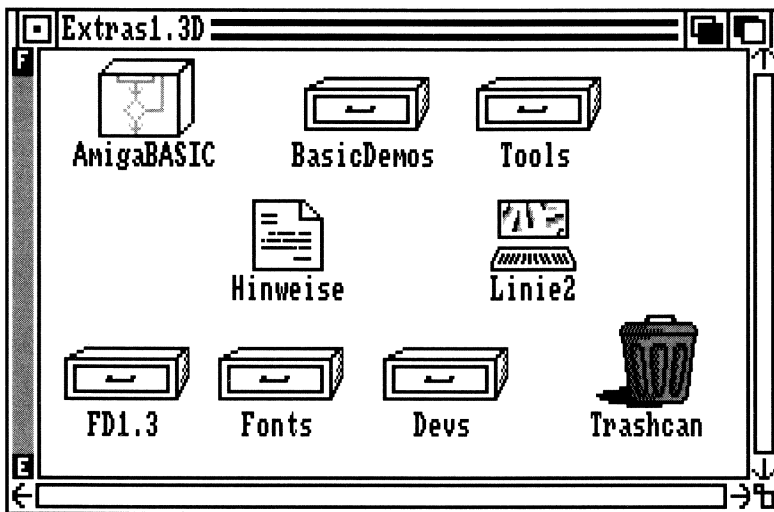 Extras1.3D
F
AmigaBASIC BasicDemos Tools
Hinweise Linie2
FD1.3 Fonts Devs Trashcan
E